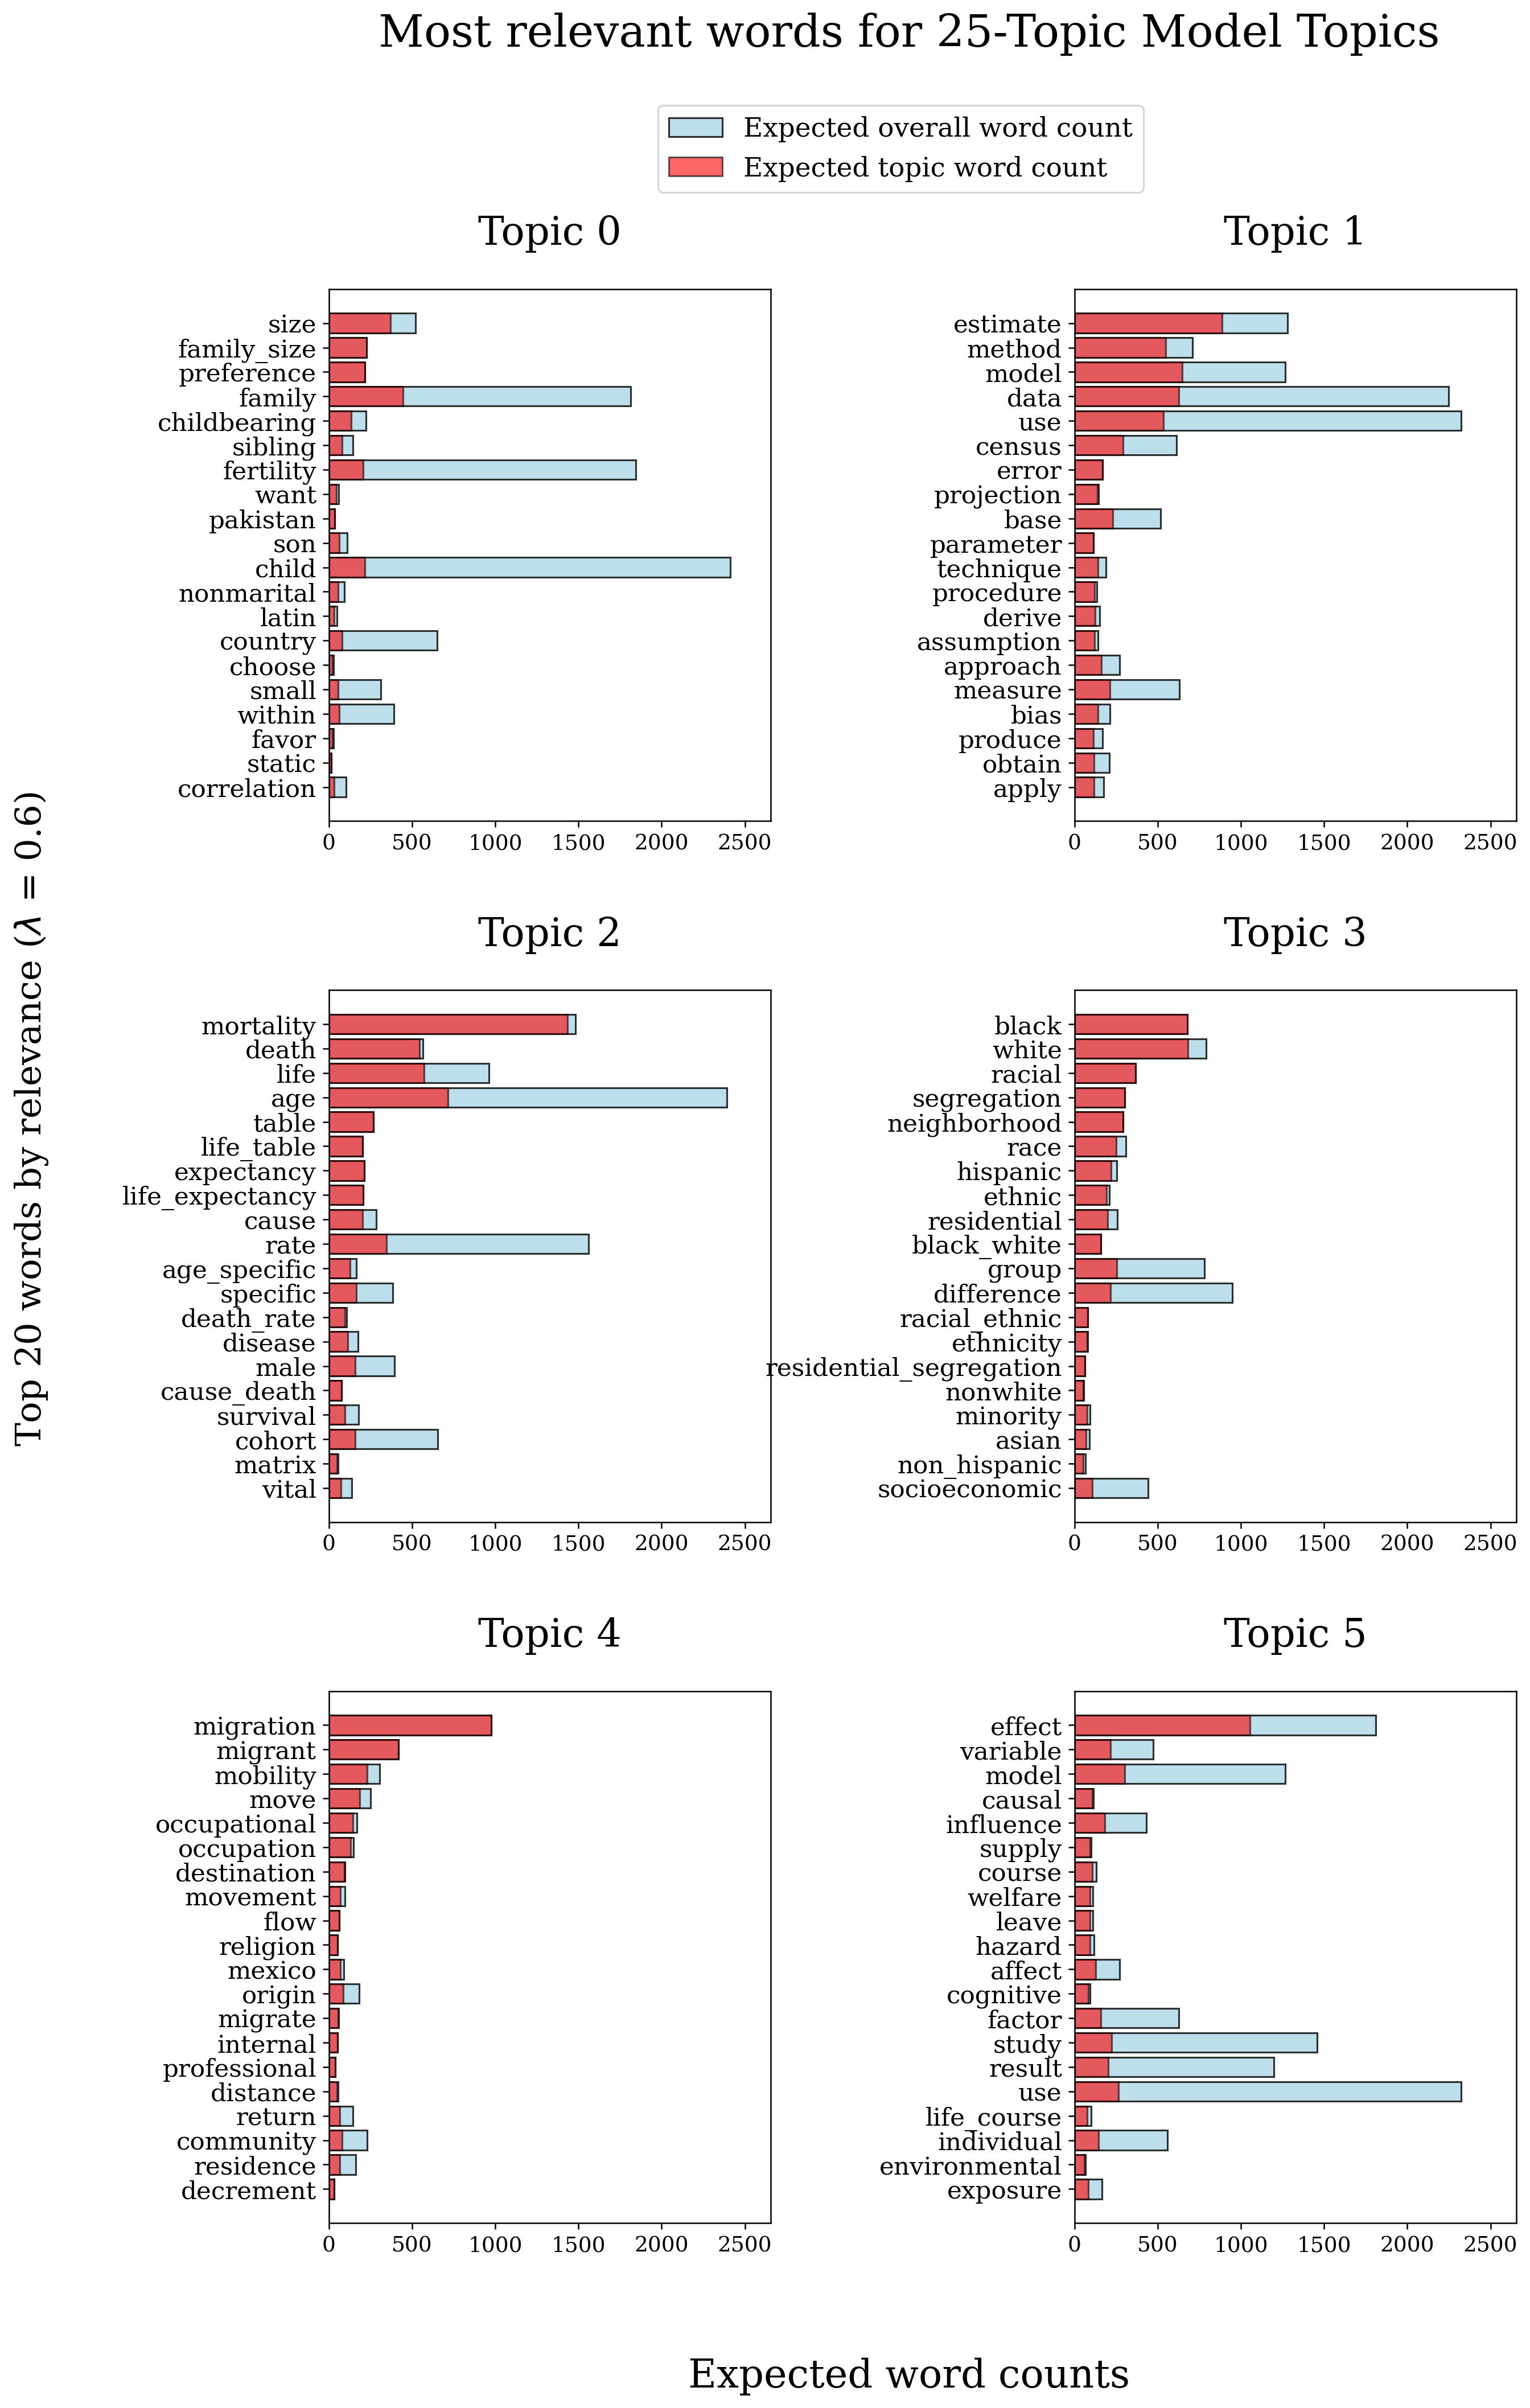 Most relevant words for 25-Topic Model Topics
Expected overall word count
Expected topic word count
Top 20 words by relevance (λ = 0.6)
Topic 0
size
family_size
preference
family
childbearing
sibling
fertility
want
pakistan
son
child
nonmarital
latin
country
choose
small
within
favor
static
correlation
0 500 1000 1500 2000 2500
Topic 1
estimate
method
model
data
use
census
error
projection
base
parameter
technique
procedure
derive
assumption
approach
measure
bias
produce
obtain
apply
0 500 1000 1500 2000 2500
Topic 2
mortality
death
life
age
table
life_table
expectancy
life_expectancy
cause
rate
age_specific
specific
death_rate
disease
male
cause_death
survival
cohort
matrix
vital
0 500 1000 1500 2000 2500
Topic 3
black
white
racial
segregation
neighborhood
race
hispanic
ethnic
residential
black_white
group
difference
racial_ethnic
ethnicity
residential_segregation
nonwhite
minority
asian
non_hispanic
socioeconomic
0 500 1000 1500 2000 2500
Topic 4
migration
migrant
mobility
move
occupational
occupation
destination
movement
flow
religion
mexico
origin
migrate
internal
professional
distance
return
community
residence
decrement
0 500 1000 1500 2000 2500
Topic 5
effect
variable
model
causal
influence
supply
course
welfare
leave
hazard
affect
cognitive
factor
study
result
use
life_course
individual
environmental
exposure
0 500 1000 1500 2000 2500
Expected word counts